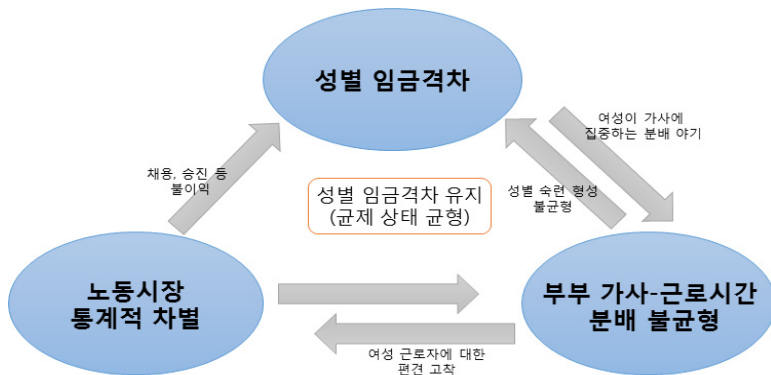 성별 임금격차
여성이 가사에
집중하는 분배 야기
채용, 승진 등
불이익
성별 임금격차 유지
(균제 상태 균형)
성별 숙련 형성
불균형
노동시장
통계적 차별
부부 가사-근로시간
분배 불균형
여성 근로자에 대한
편견 고착